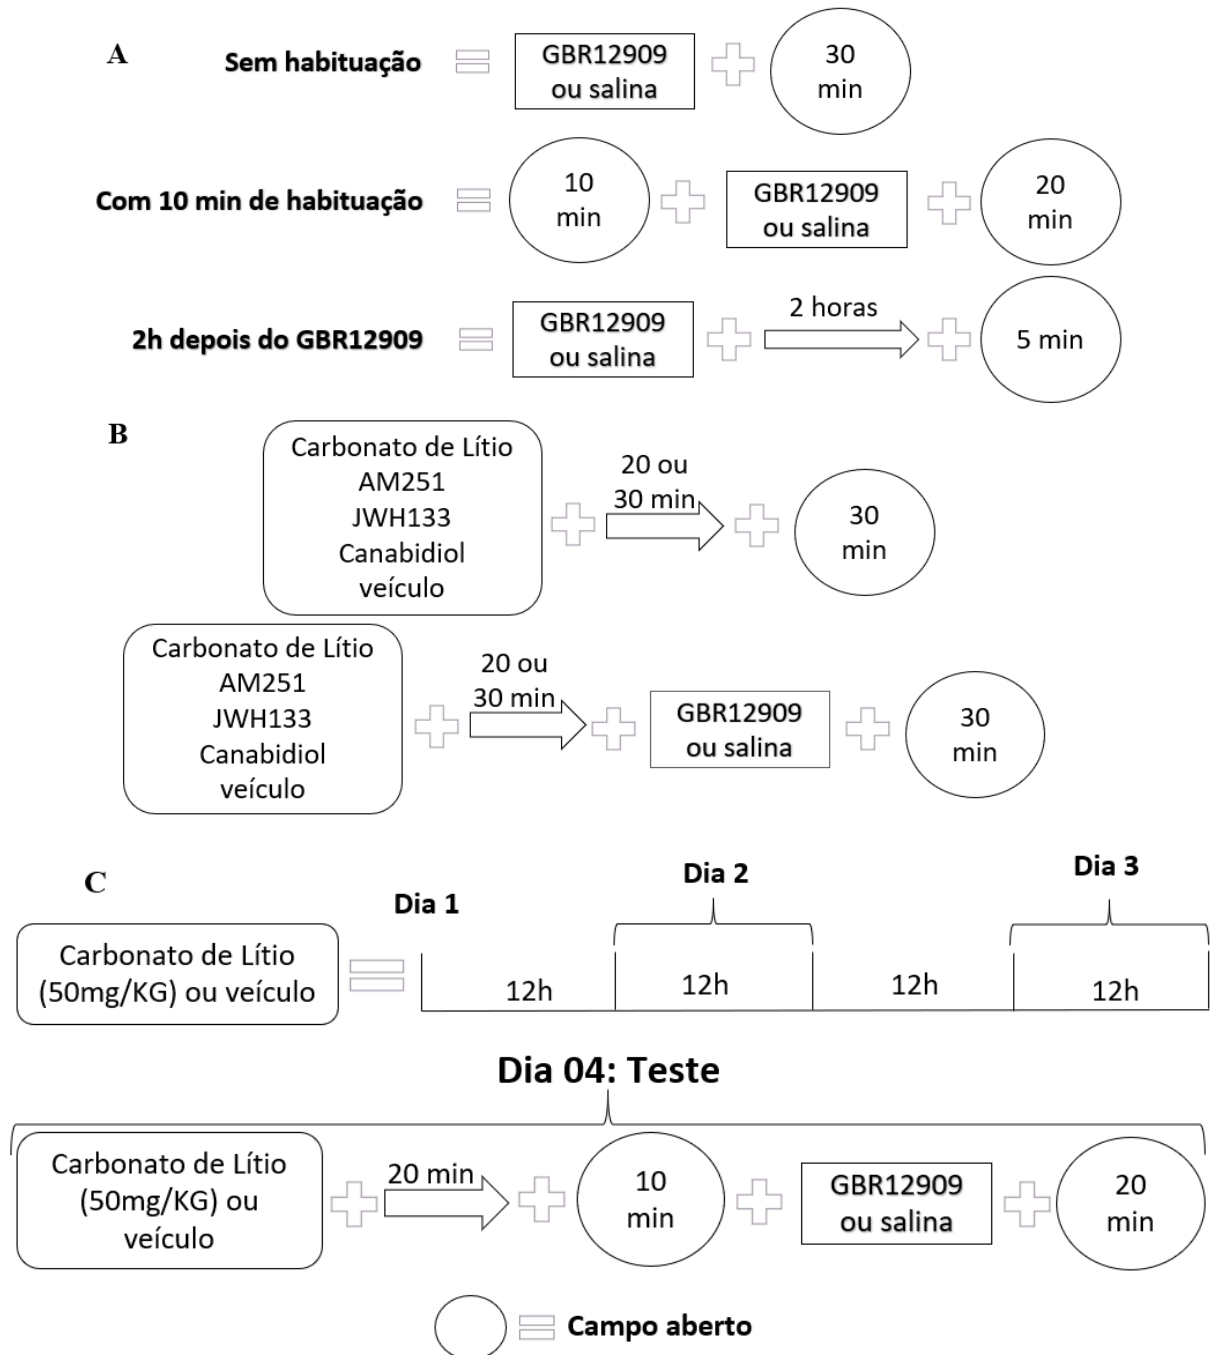 A
Sem habituação
GBR12909
ou salina
30
min
Com 10 min de habituação
10
min
GBR12909
ou salina
20
min
2h depois do GBR12909
GBR12909
ou salina
2 horas
5 min
B
Carbonato de Lítio
AM251
JWH133
Canabidiol
veículo
20 ou
30 min
30
min
Carbonato de Lítio
AM251
JWH133
Canabidiol
veículo
20 ou
30 min
GBR12909
ou salina
30
min
C
Dia 1
Dia 2
Dia 3
Carbonato de Lítio
(50mg/KG) ou veículo
12h
12h
12h
12h
Dia 04: Teste
Carbonato de Lítio
(50mg/KG) ou
veículo
20 min
10
min
GBR12909
ou salina
20
min
Campo aberto